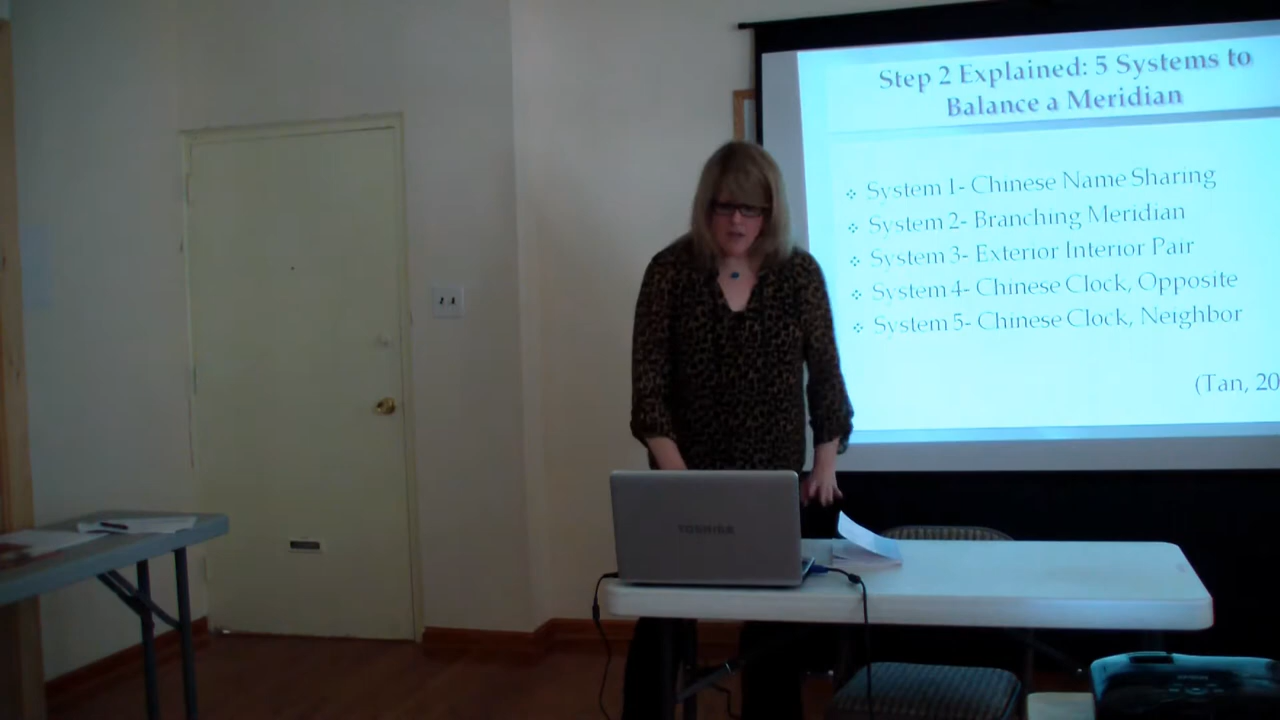 Step 2 Explained: 5 Systems to
Balance a Meridian
System 1- Chinese Name Sharing
System 2- Branching Meridian
System 3- Exterior Interior Pair
System 4- Chinese Clock, Opposite
System 5- Chinese Clock, Neighbor
(Tan, 20
TOSHIBA